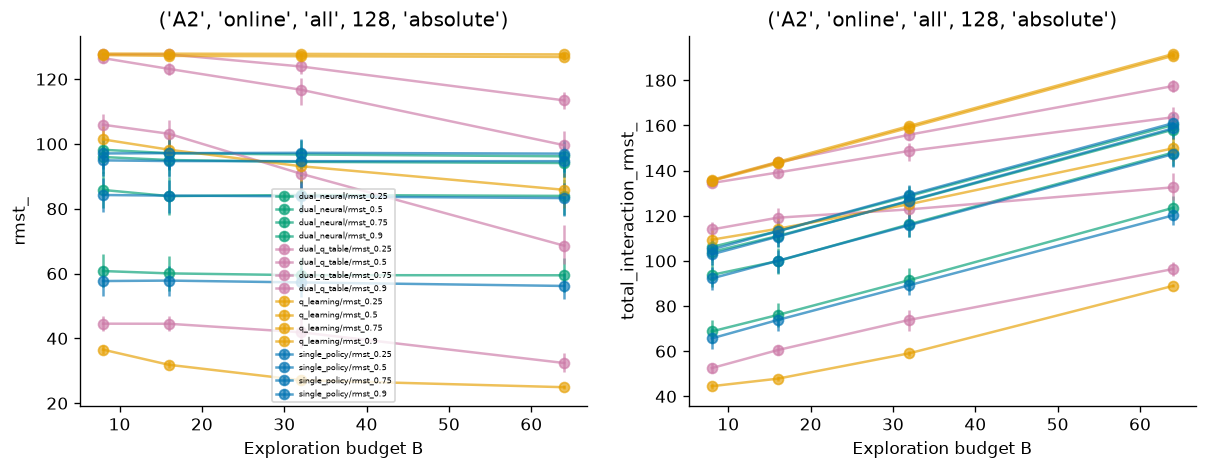 ('A2', 'online', 'all', 128, 'absolute')
rmst_
120
100
80
60
40
20
dual_neural/rmst_0.25
dual_neural/rmst_0.5
dual_neural/rmst_0.75
dual_neural/rmst_0.9
dual_q_table/rmst_0.25
dual_q_table/rmst_0.5
dual_q_table/rmst_0.75
dual_q_table/rmst_0.9
q_learning/rmst_0.25
q_learning/rmst_0.5
q_learning/rmst_0.75
q_learning/rmst_0.9
single_policy/rmst_0.25
single_policy/rmst_0.5
single_policy/rmst_0.75
single_policy/rmst_0.9
10 20 30 40 50 60
Exploration budget B
('A2', 'online', 'all', 128, 'absolute')
total_interaction_rmst_
180
160
140
120
100
80
60
40
10 20 30 40 50 60
Exploration budget B